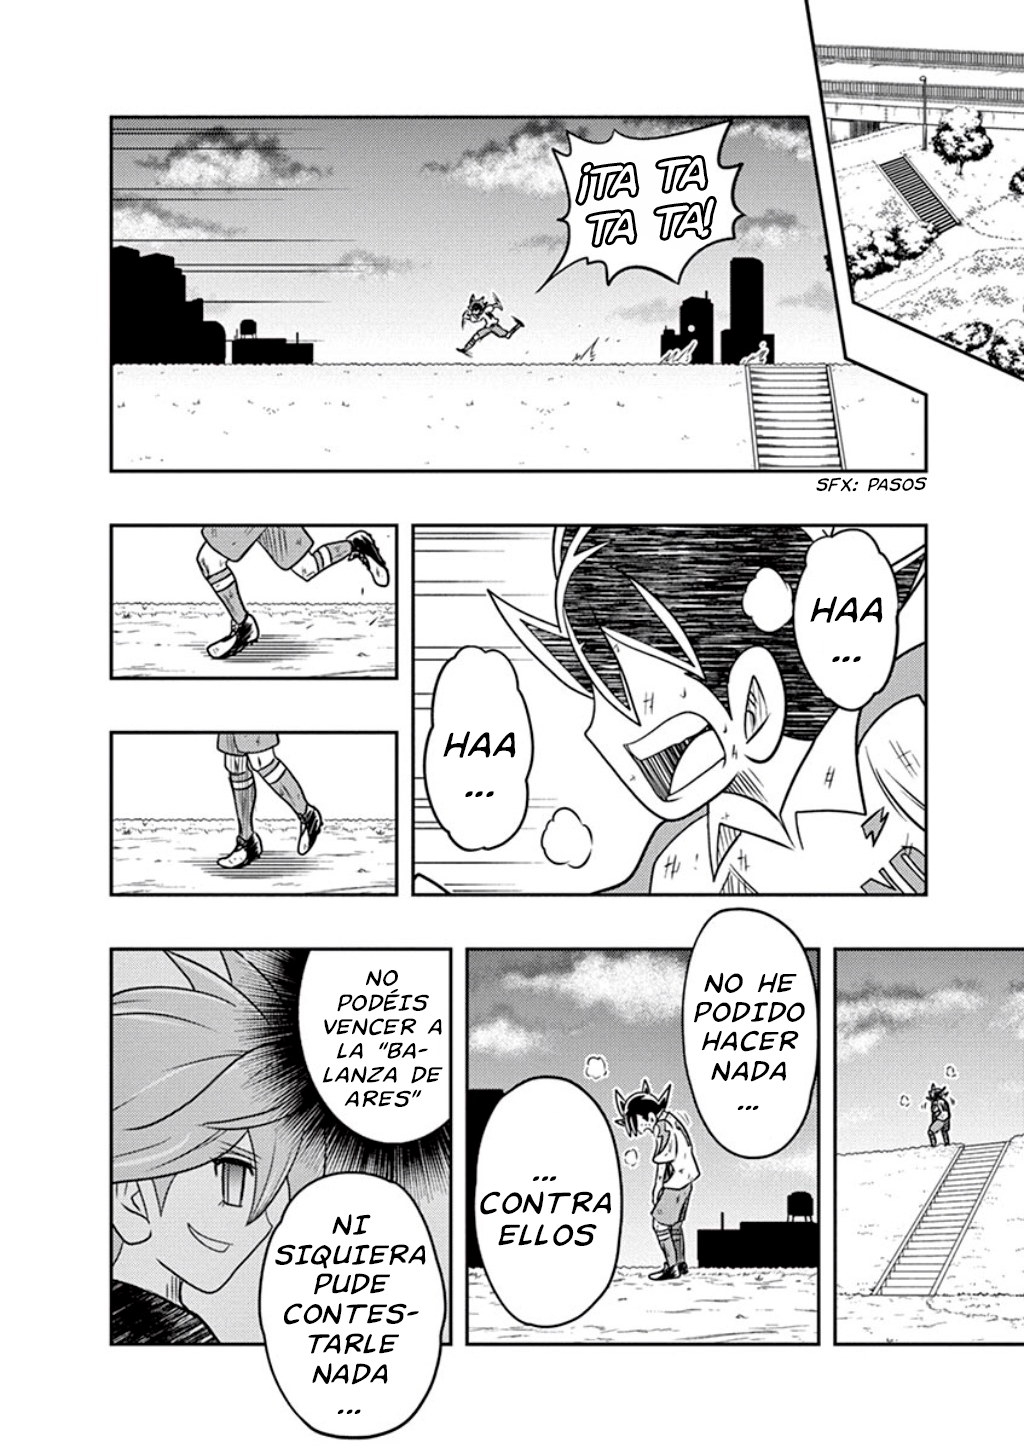 ¡TA TA
TA TA!
SFX: PASOS
HAA
...
HAA
...
NO HE
PODIDO
HACER
NADA
...
...
CONTRA
ELLOS
NO
PODÉIS
VENCER A
LA "BA-
LANZA DE
ARES"
NI
SIQUIERA
PUDE
CONTES-
TARLE
NADA
...